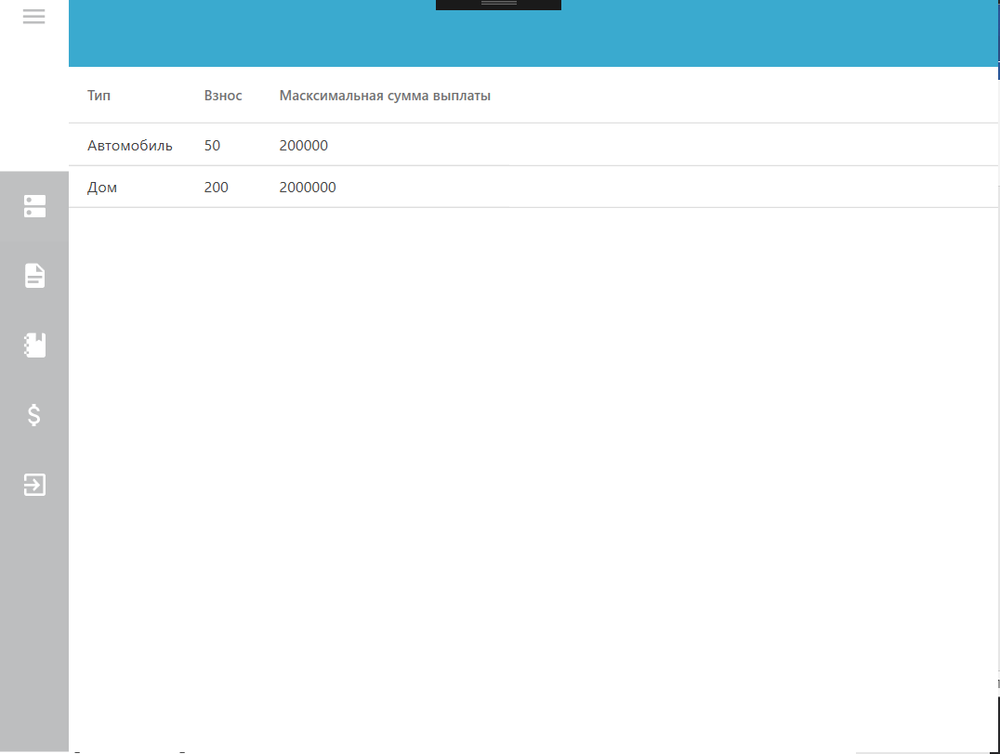 Тип Взнос Масксимальная сумма выплаты
Автомобиль 50 200000
Дом 200 2000000